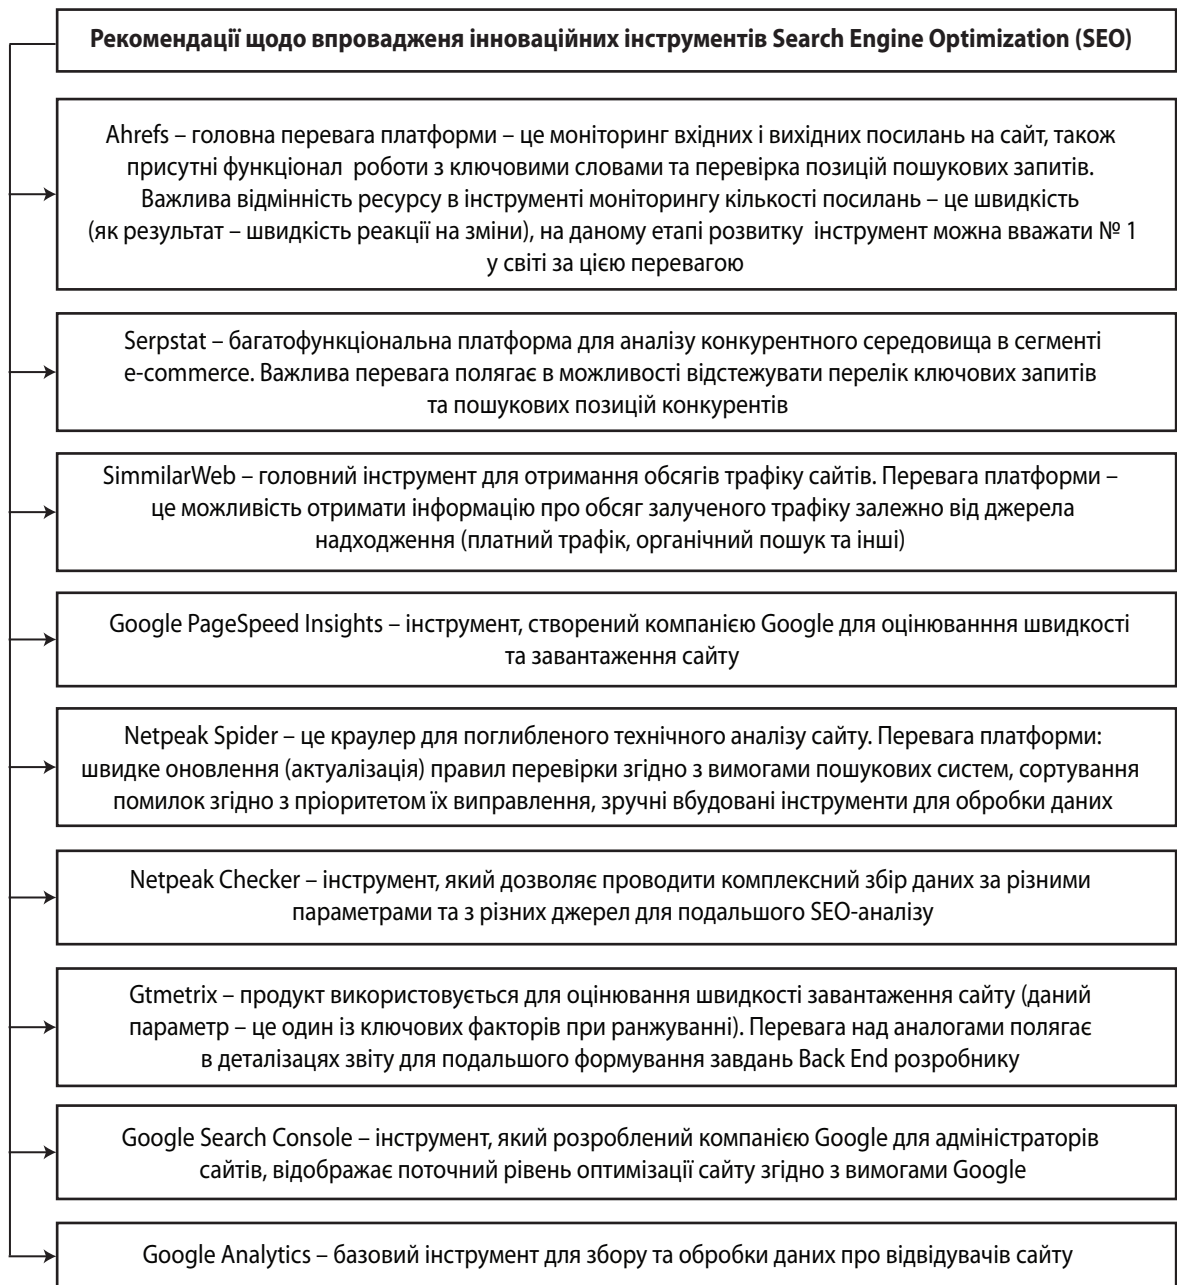 Рекомендації щодо впровадженя інноваційних інструментів Search Engine Optimization (SEO)
Ahrefs – головна перевага платформи – це моніторинг вхідних і вихідних посилань на сайт, також
присутні функціонал роботи з ключовими словами та перевірка позицій пошукових запитів.
Важлива відмінність ресурсу в інструменті моніторингу кількості посилань – це швидкість
(як результат – швидкість реакції на зміни), на даному етапі розвитку інструмент можна вважати № 1
у світі за цією перевагою
Serpstat – багатофункціональна платформа для аналізу конкурентного середовища в сегменті
e-commerce. Важлива перевага полягає в можливості відстежувати перелік ключових запитів
та пошукових позицій конкурентів
SimmilarWeb – головний інструмент для отримання обсягів трафіку сайтів. Перевага платформи –
це можливість отримати інформацію про обсяг залученого трафіку залежно від джерела
надходження (платний трафік, органічний пошук та інші)
Google PageSpeed Insights – інструмент, створений компанією Google для оцінюванння швидкості
та завантаження сайту
Netpeak Spider – це краулер для поглибленого технічного аналізу сайту. Перевага платформи:
швидке оновлення (актуалізація) правил перевірки згідно з вимогами пошукових систем, сортування
помилок згідно з пріоритетом їх виправлення, зручні вбудовані інструменти для обробки даних
Netpeak Checker – інструмент, який дозволяє проводити комплексний збір даних за різними
параметрами та з різних джерел для подальшого SEO-аналізу
Gtmetrix – продукт використовується для оцінювання швидкості завантаження сайту (даний
параметр – це один із ключових факторів при ранжуванні). Перевага над аналогами полягає
в деталізацях звіту для подальшого формування завдань Back End розробнику
Google Search Console – інструмент, який розроблений компанією Google для адміністраторів
сайтів, відображає поточний рівень оптимізації сайту згідно з вимогами Google
Google Analytics – базовий інструмент для збору та обробки даних про відвідувачів сайту